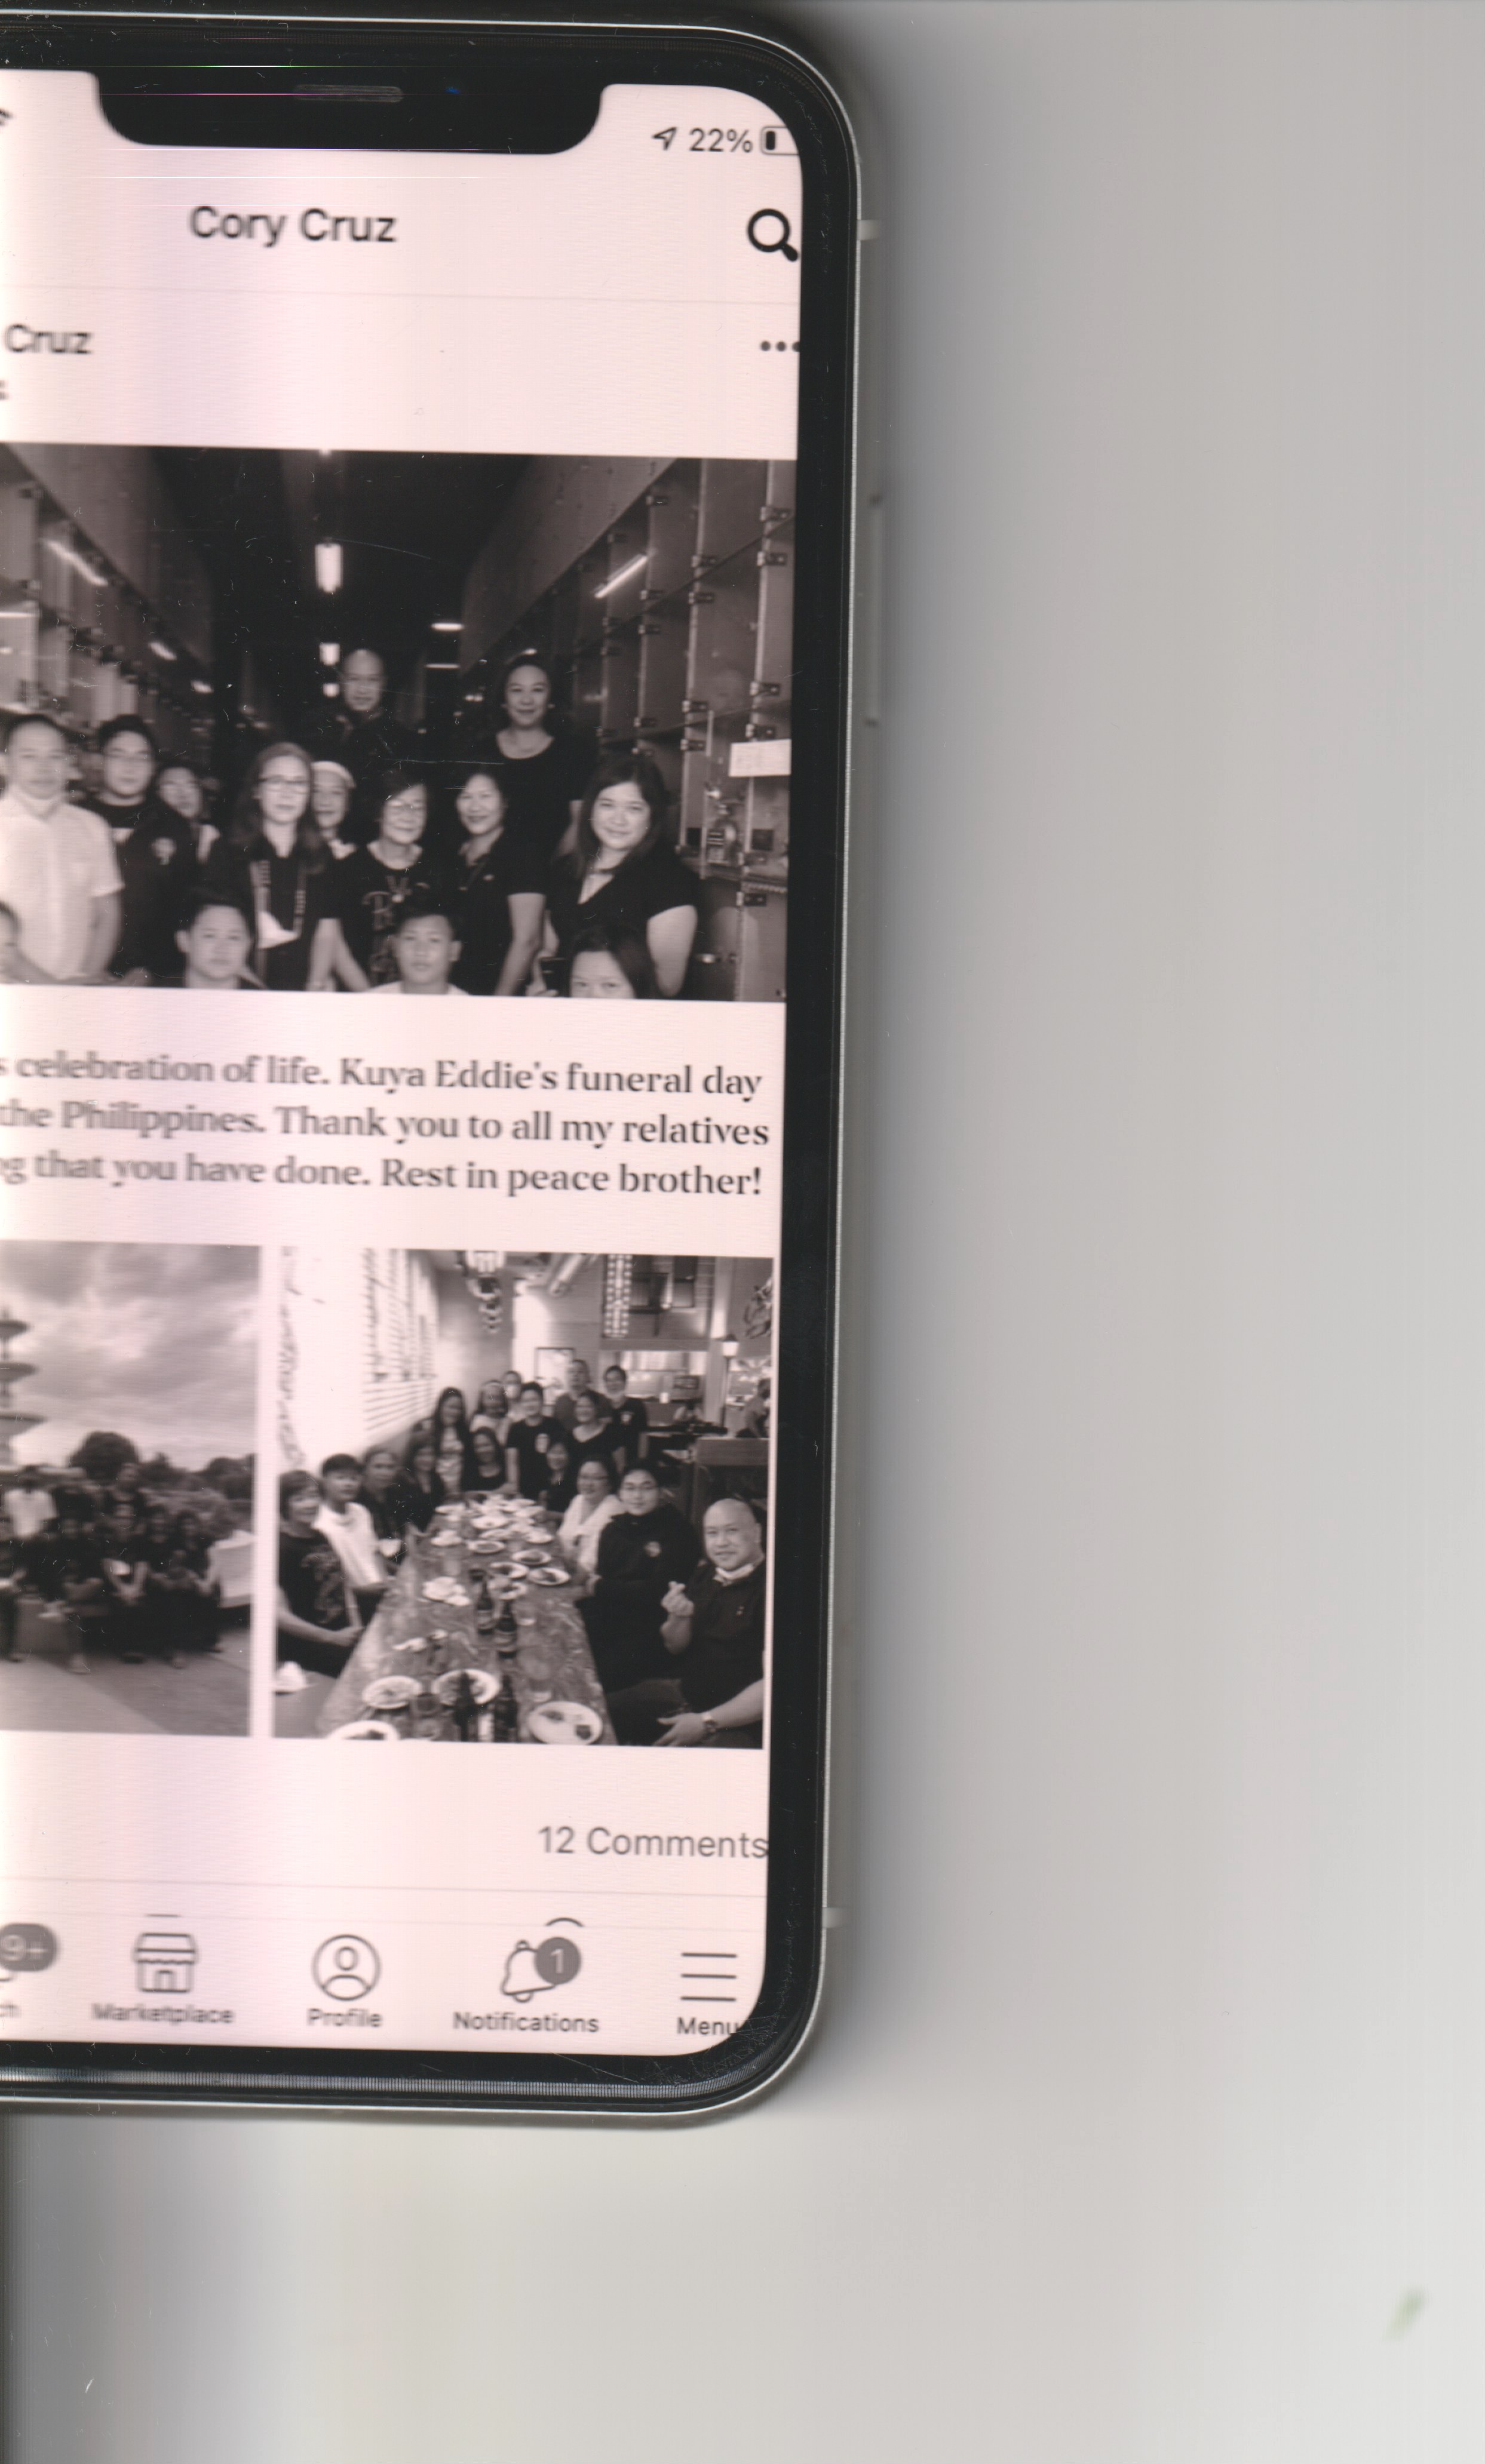 22%
Cory Cruz
Cruz
celebration of life. Kuya Eddie's funeral day
the Philippines. Thank you to all my relatives
that you have done. Rest in peace brother!
12 Comments
9+
1
Marketplace
Profile
Notifications
Menu